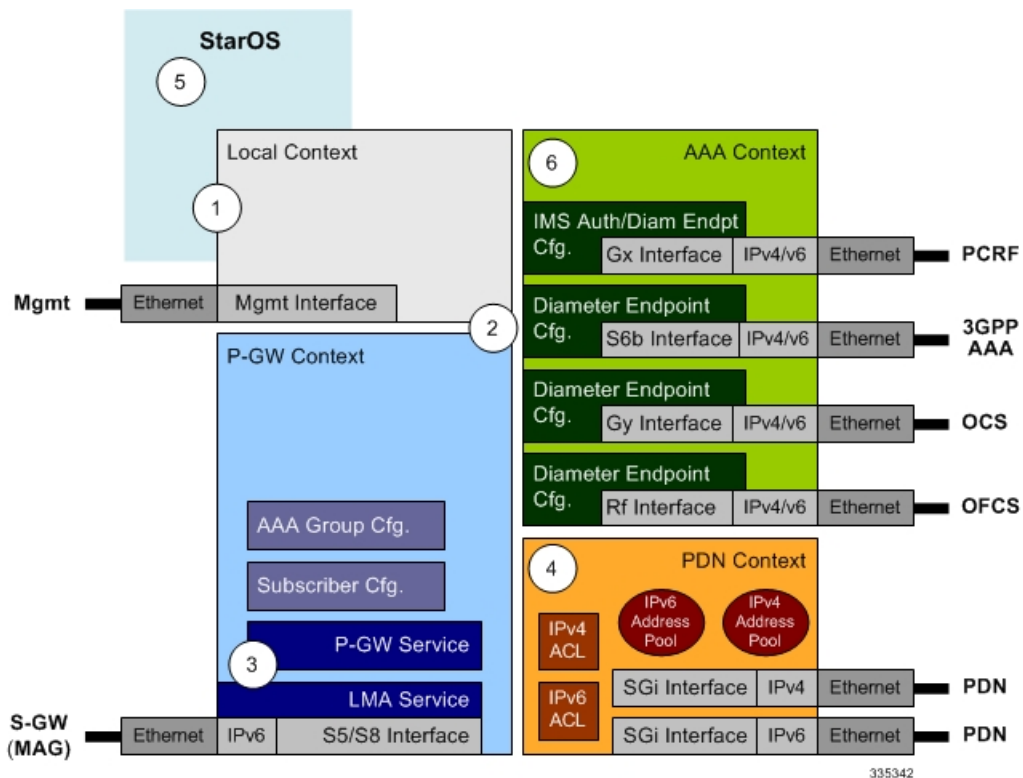 StarOS
5
Local Context
1
Mgmt
Ethernet
Mgmt Interface
2
P-GW Context
AAA Group Cfg.
Subscriber Cfg.
P-GW Service
3
LMA Service
S-GW
(MAG)
Ethernet
IPv6
S5/S8 Interface
6
AAA Context
IMS Auth/Diam Endpt
Cfg.
Gx Interface
IPv4/v6
Ethernet
PCRF
Diameter Endpoint
Cfg.
S6b Interface
IPv4/v6
Ethernet
3GPP
AAA
Diameter Endpoint
Cfg.
Gy Interface
IPv4/v6
Ethernet
OCS
Diameter Endpoint
Cfg.
Rf Interface
IPv4/v6
Ethernet
OFCS
4
PDN Context
IPv6
Address
Pool
IPv4
Address
Pool
IPv4
ACL
IPv6
ACL
SGi Interface
IPv4
Ethernet
PDN
SGi Interface
IPv6
Ethernet
PDN
335342